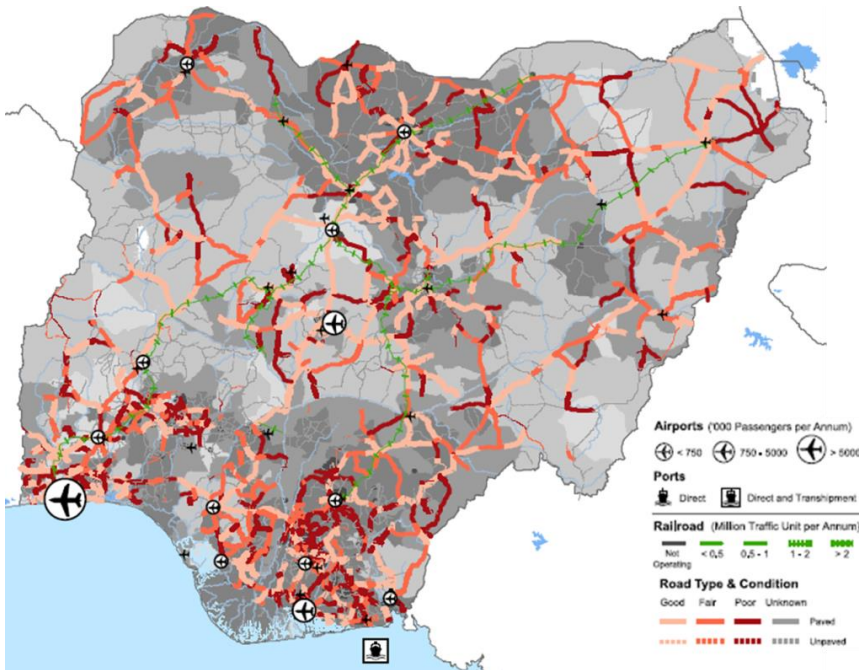 Airports ('000 Passengers per Annum)
< 750 750 - 5000 > 5000
Ports
Direct Direct and Transhipment
Railroad (Million Traffic Unit per Annum)
Not Operating < 0.5 0.5 - 1 1 - 2 > 2
Road Type & Condition
Good Fair Poor Unknown
Paved
Unpaved